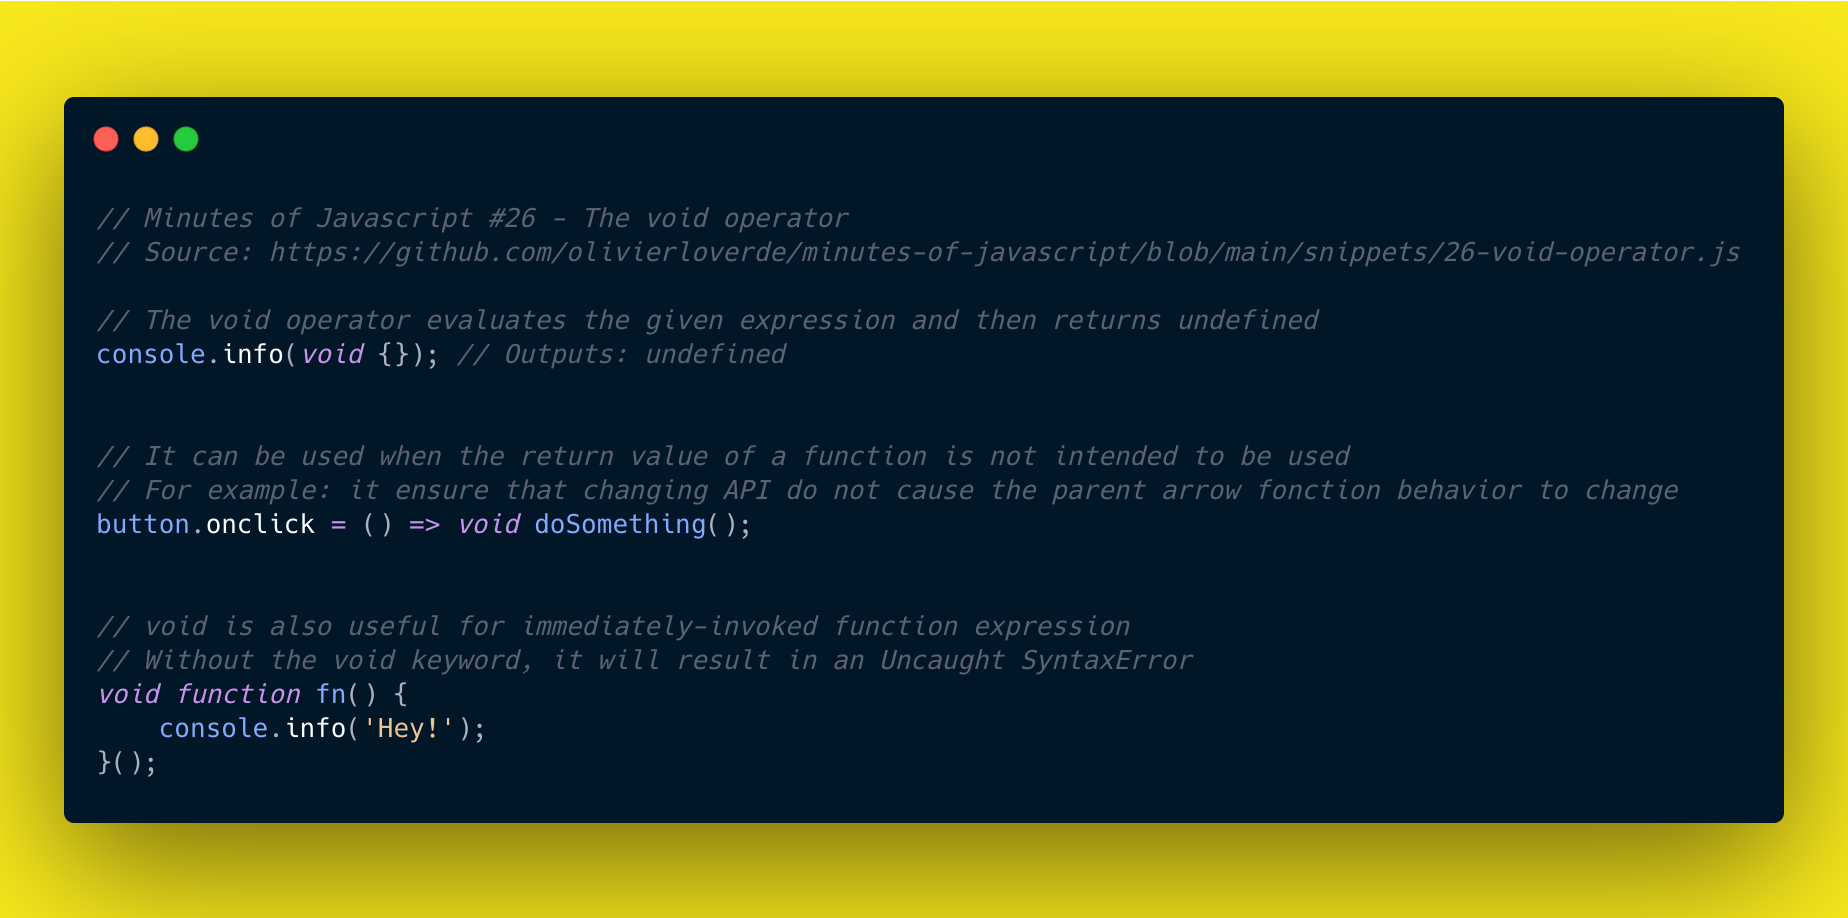 // Minutes of Javascript #26 - The void operator
// Source: https://github.com/olivierloverde/minutes-of-javascript/blob/main/snippets/26-void-operator.js
// The void operator evaluates the given expression and then returns undefined
console.info(void {}); // Outputs: undefined
// It can be used when the return value of a function is not intended to be used
// For example: it ensure that changing API do not cause the parent arrow fonction behavior to change
button.onclick = () => void doSomething();
// void is also useful for immediately-invoked function expression
// Without the void keyword, it will result in an Uncaught SyntaxError
void function fn() {
    console.info('Hey!');
}();